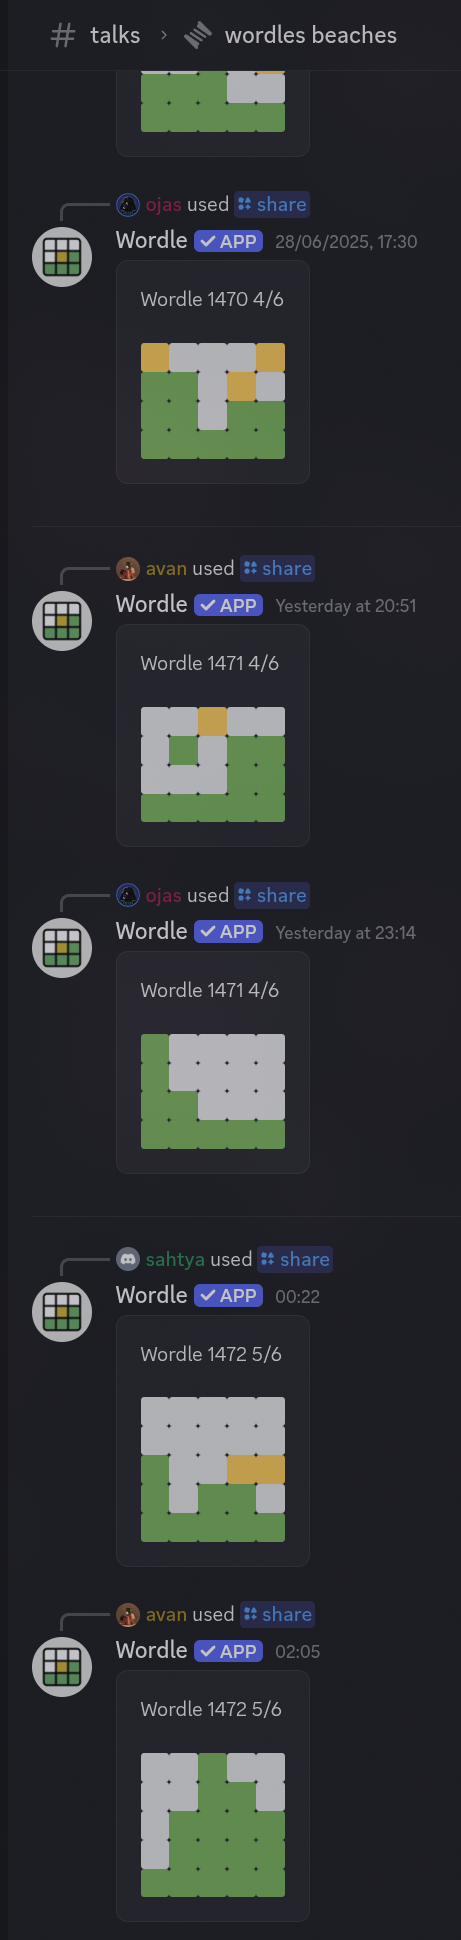 # talks › wordles beaches
ojas used share
Wordle ✓ APP 28/06/2025, 17:30
Wordle 1470 4/6
avan used share
Wordle ✓ APP Yesterday at 20:51
Wordle 1471 4/6
ojas used share
Wordle ✓ APP Yesterday at 23:14
Wordle 1471 4/6
sahtya used share
Wordle ✓ APP 00:22
Wordle 1472 5/6
avan used share
Wordle ✓ APP 02:05
Wordle 1472 5/6